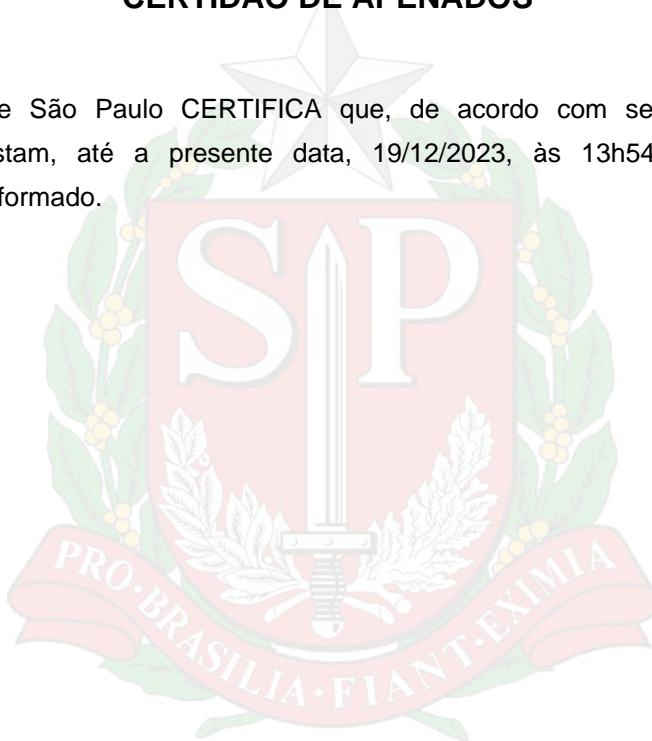 CERTIDÃO DE APENADOS
e São Paulo CERTIFICA que, de acordo com se
stam, até a presente data, 19/12/2023, às 13h54
formado.
SP
PRO·BRASILIA·FIANT·EXIMIA